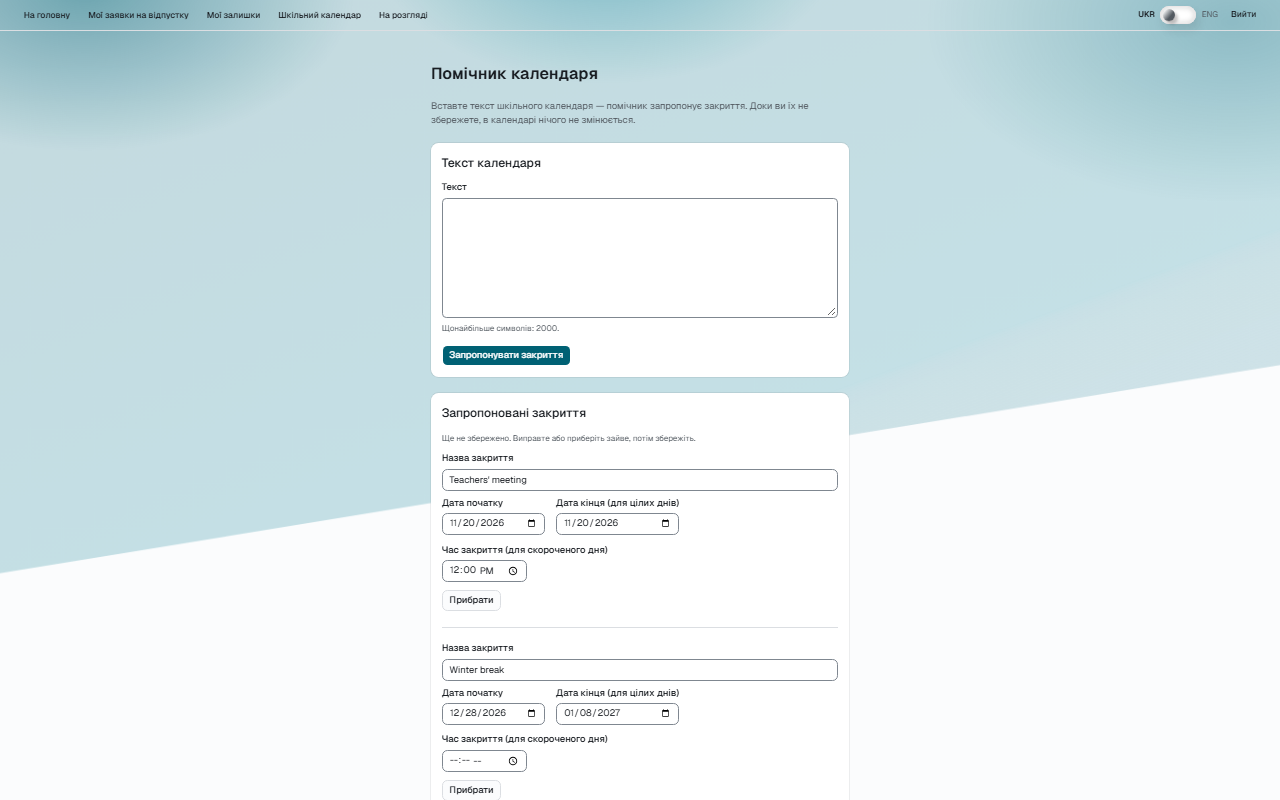 На головну Мої заявки на відпустку Мої залишки Шкільний календар На розгляді UKR ENG Вийти
Помічник календаря
Вставте текст шкільного календаря — помічник запропонує закриття. Доки ви їх не
збережете, в календарі нічого не змінюється.
Текст календаря
Текст
Щонайбільше символів: 2000.
Запропонувати закриття
Запропоновані закриття
Ще не збережено. Виправте або приберіть зайве, потім збережіть.
Назва закриття
Teachers' meeting
Дата початку Дата кінця (для цілих днів)
11/20/2026 11/20/2026
Час закриття (для скороченого дня)
12:00 PM
Прибрати
Назва закриття
Winter break
Дата початку Дата кінця (для цілих днів)
12/28/2026 01/08/2027
Час закриття (для скороченого дня)
--:-- --
Прибрати